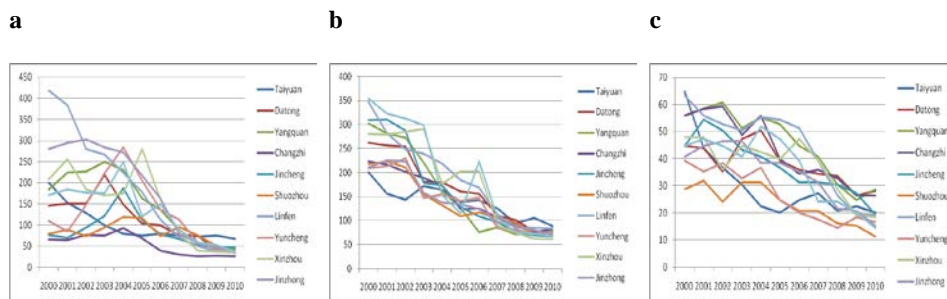 a
b
c
450
400
350
300
250
200
150
100
50
0
2000 2001 2002 2003 2004 2005 2006 2007 2008 2009 2010
Taiyuan
Datong
Yangquan
Changzhi
Jincheng
Shuozhou
Linfen
Yuncheng
Xinzhou
Jinzhong
400
350
300
250
200
150
100
50
0
2000 2001 2002 2003 2004 2005 2006 2007 2008 2009 2010
Taiyuan
Datong
Yangquan
Changzhi
Jincheng
Shuozhou
Linfen
Yuncheng
Xinzhou
Jinzhong
70
60
50
40
30
20
10
0
2000 2001 2002 2003 2004 2005 2006 2007 2008 2009 2010
Taiyuan
Datong
Yangquan
Changzhi
Jincheng
Shuozhou
Linfen
Yuncheng
Xinzhou
Jinzhong